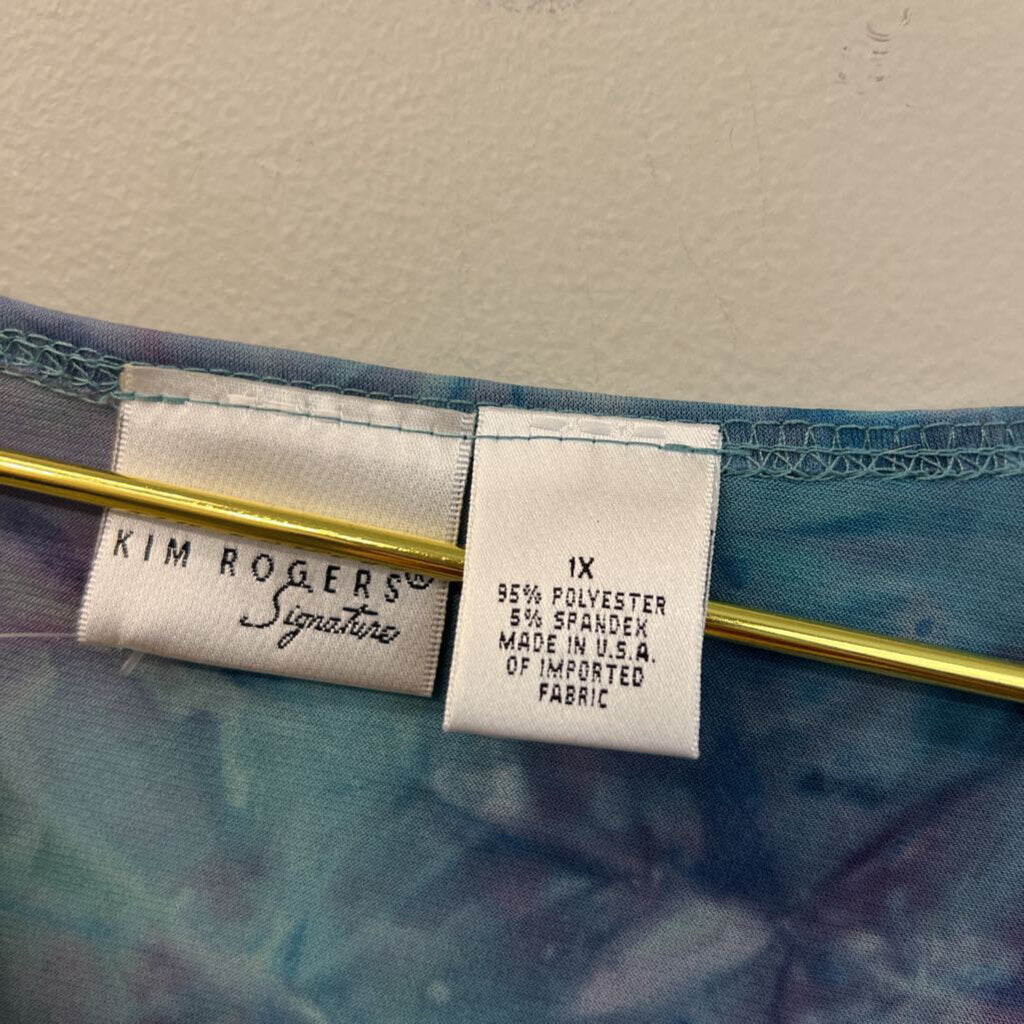 KIM ROGERS®
Signature
1X
95% POLYESTER
5% SPANDEX
MADE IN U.S.A.
OF IMPORTED
FABRIC